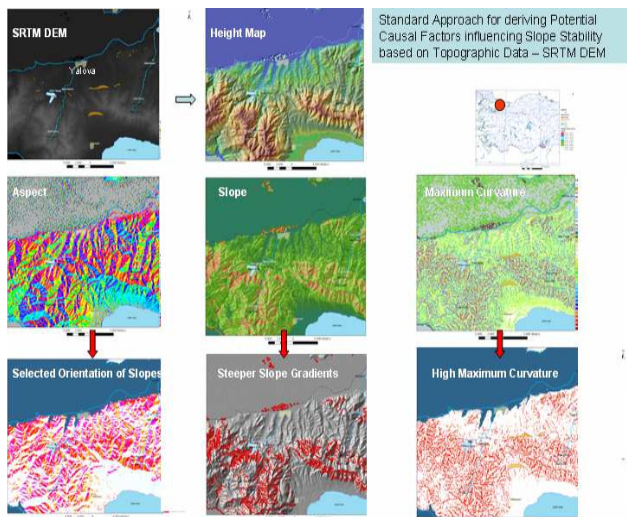 SRTM DEM
Yalova
Height Map
Standard Approach for deriving Potential
Causal Factors influencing Slope Stability
based on Topographic Data – SRTM DEM
Aspect
Slope
Maximum Curvature
Selected Orientation of Slopes
Steeper Slope Gradients
High Maximum Curvature